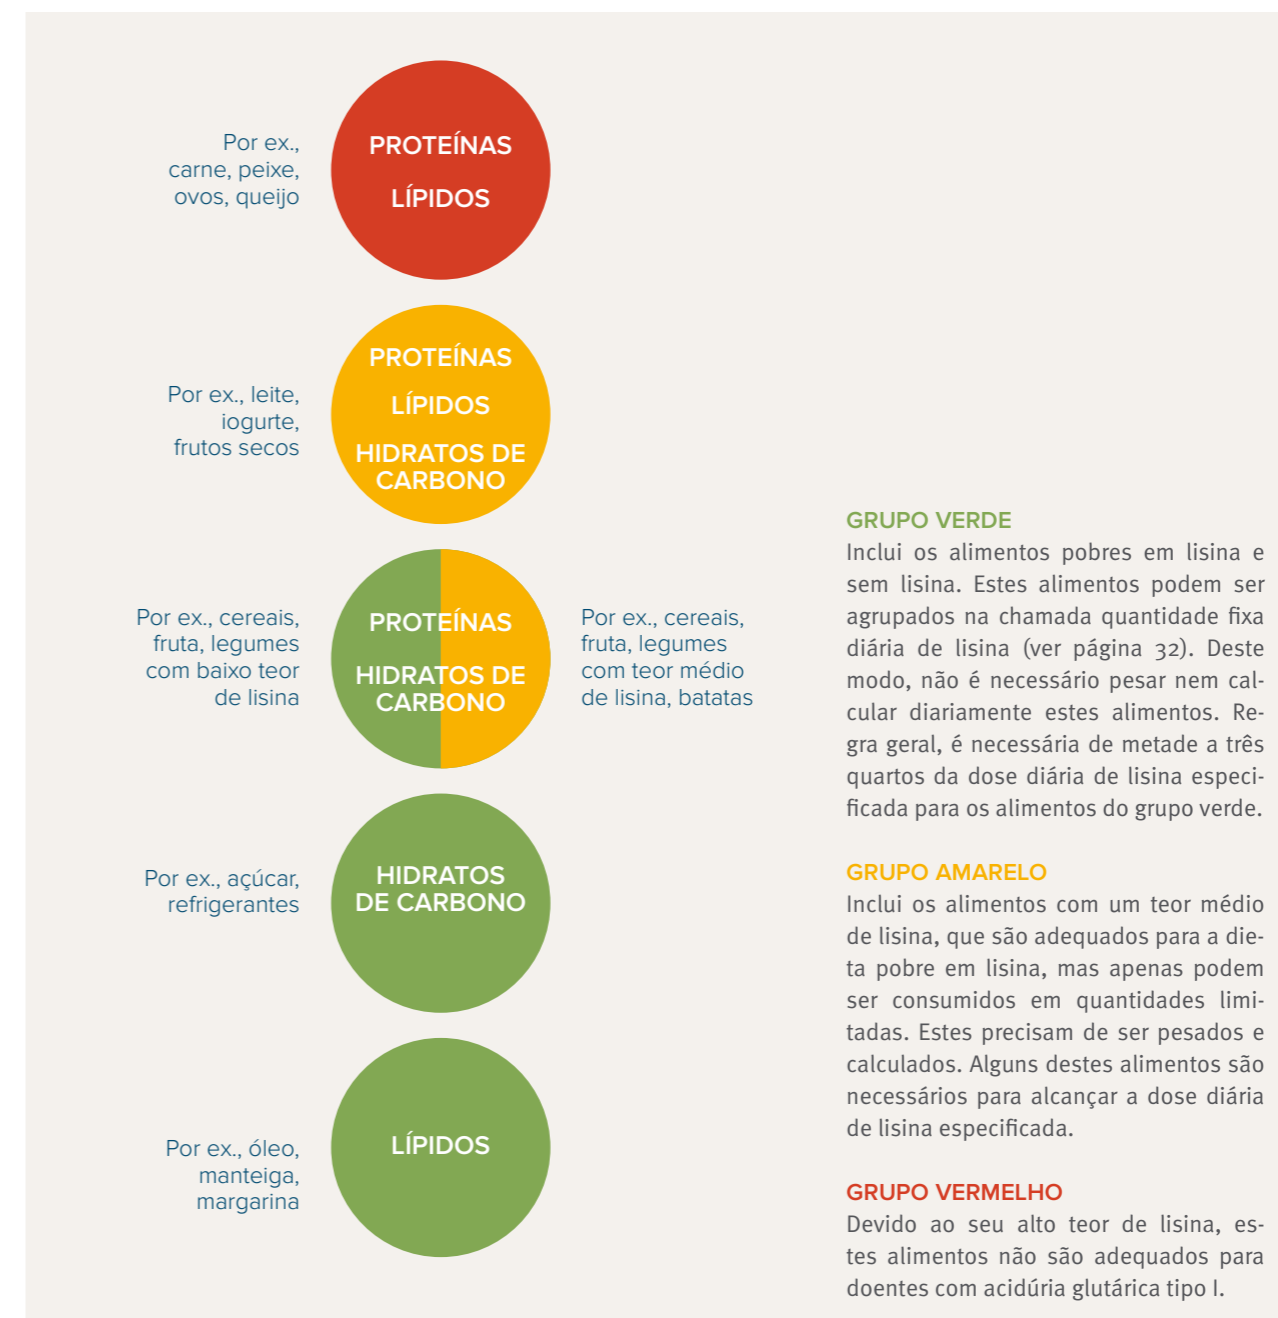 Por ex.,
carne, peixe,
ovos, queijo
PROTEÍNAS
LÍPIDOS
Por ex., leite,
iogurte,
frutos secos
PROTEÍNAS
LÍPIDOS
HIDRATOS DE
CARBONO
Por ex., cereais,
fruta, legumes
com baixo teor
de lisina
PROTEÍNAS
HIDRATOS DE
CARBONO
Por ex., cereais,
fruta, legumes
com teor médio
de lisina, batatas
Por ex., açúcar,
refrigerantes
HIDRATOS
DE CARBONO
Por ex., óleo,
manteiga,
margarina
LÍPIDOS
GRUPO VERDE
Inclui os alimentos pobres em lisina e
sem lisina. Estes alimentos podem ser
agrupados na chamada quantidade fixa
diária de lisina (ver página 32). Deste
modo, não é necessário pesar nem cal-
cular diariamente estes alimentos. Re-
gra geral, é necessária de metade a três
quartos da dose diária de lisina especi-
ficada para os alimentos do grupo verde.
GRUPO AMARELO
Inclui os alimentos com um teor médio
de lisina, que são adequados para a die-
ta pobre em lisina, mas apenas podem
ser consumidos em quantidades limi-
tadas. Estes precisam de ser pesados e
calculados. Alguns destes alimentos são
necessários para alcançar a dose diária
de lisina especificada.
GRUPO VERMELHO
Devido ao seu alto teor de lisina, es-
tes alimentos não são adequados para
doentes com acidúria glutárica tipo I.